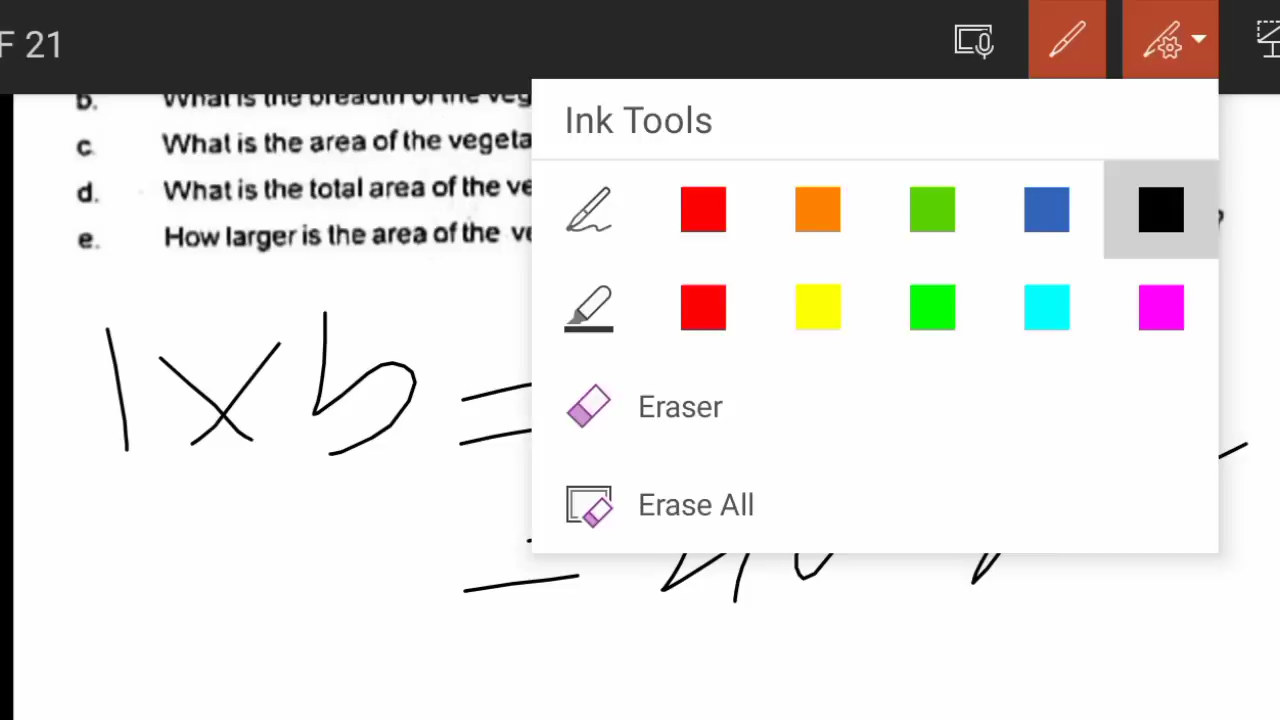 F 21
b. What is the breadth of the veg
c. What is the area of the vegeta
d. What is the total area of the ve
e. How larger is the area of the ve
?
Ink Tools
Eraser
Erase All
l × b =
=